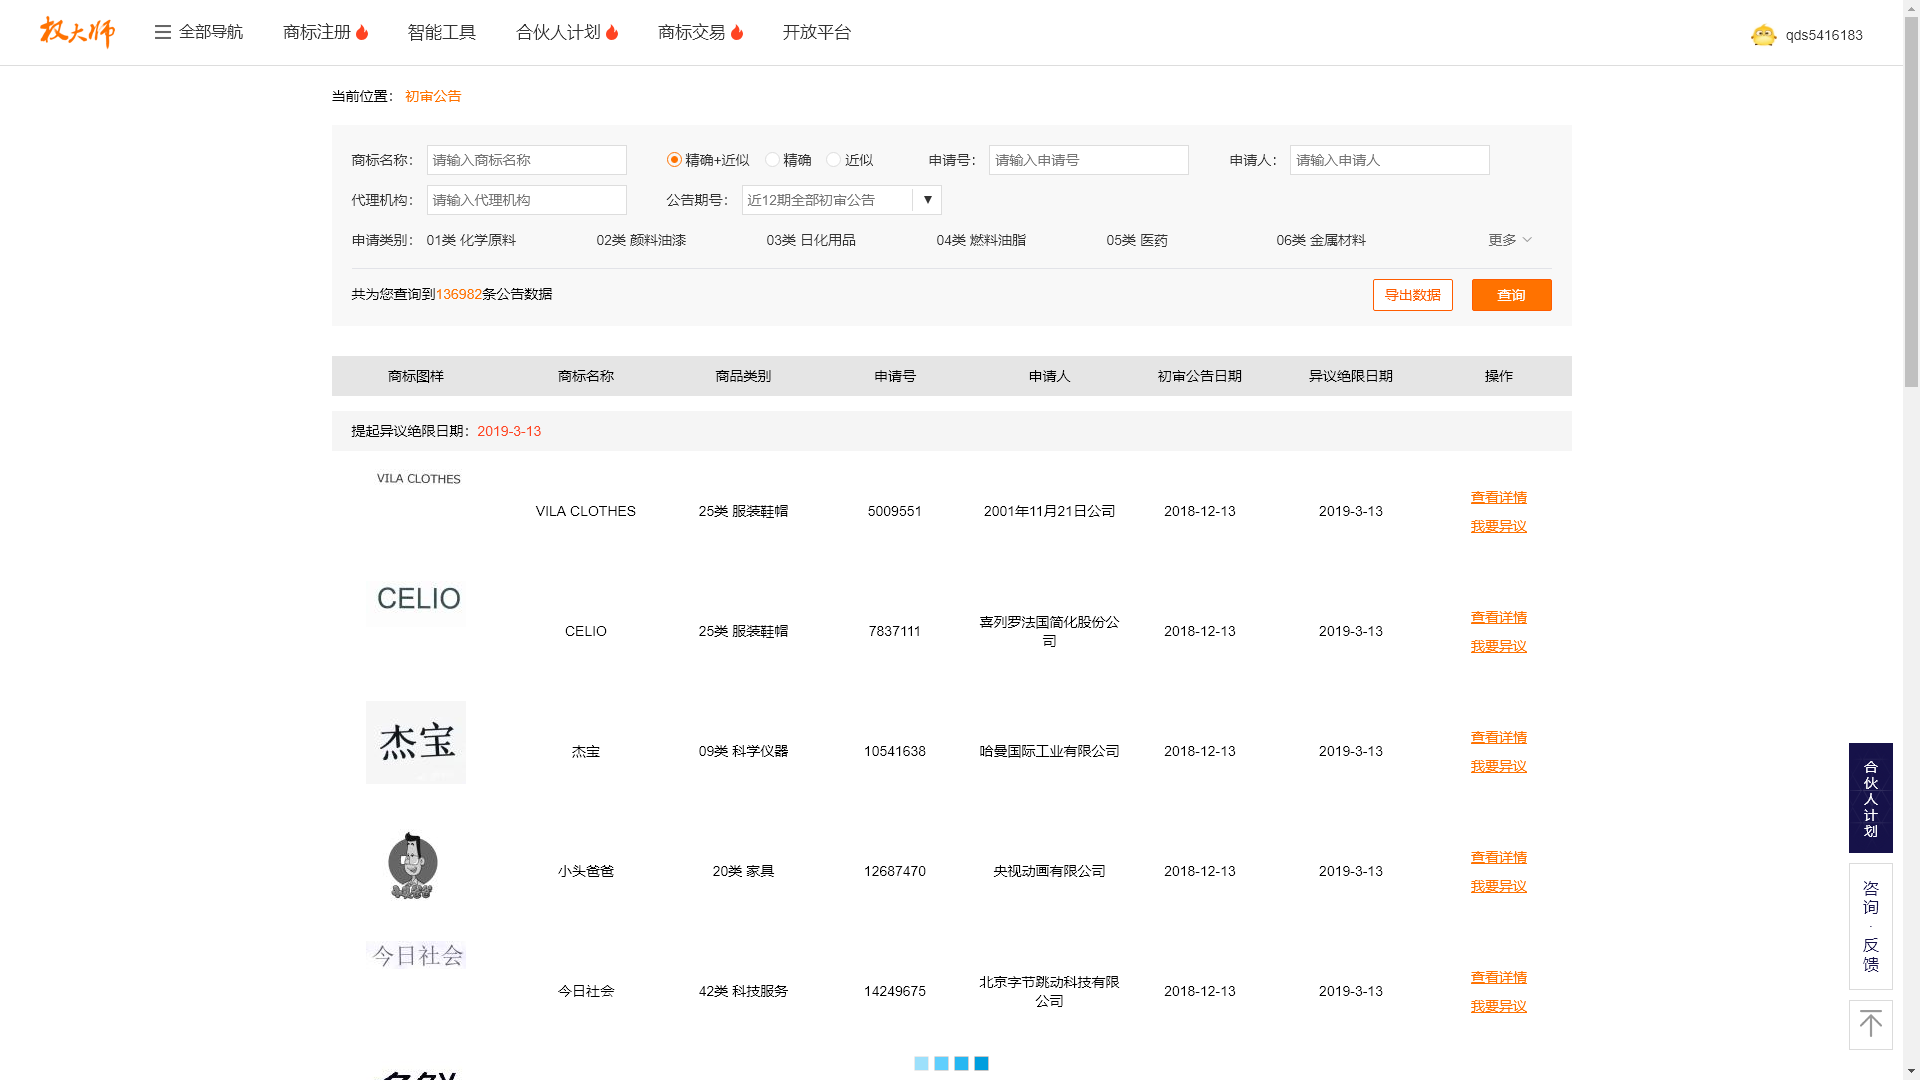 权大师
全部导航
商标注册
智能工具
合伙人计划
商标交易
开放平台
qds5416183
当前位置： 初审公告
商标名称： 请输入商标名称 精确+近似 精确 近似 申请号： 请输入申请号 申请人： 请输入申请人
代理机构： 请输入代理机构 公告期号： 近12期全部初审公告 ▼
申请类别： 01类 化学原料 02类 颜料油漆 03类 日化用品 04类 燃料油脂 05类 医药 06类 金属材料 更多
共为您查询到136982条公告数据 导出数据 查询
商标图样 商标名称 商品类别 申请号 申请人 初审公告日期 异议绝限日期 操作
提起异议绝限日期：2019-3-13
VILA CLOTHES
VILA CLOTHES 25类 服装鞋帽 5009551 2001年11月21日公司 2018-12-13 2019-3-13 查看详情
我要异议
CELIO
CELIO 25类 服装鞋帽 7837111 喜列罗法国简化股份公司 2018-12-13 2019-3-13 查看详情
我要异议
杰宝
杰宝 09类 科学仪器 10541638 哈曼国际工业有限公司 2018-12-13 2019-3-13 查看详情
我要异议
小头爸爸 20类 家具 12687470 央视动画有限公司 2018-12-13 2019-3-13 查看详情
我要异议
今日社会
今日社会 42类 科技服务 14249675 北京字节跳动科技有限公司 2018-12-13 2019-3-13 查看详情
我要异议
合伙人计划
咨询·反馈